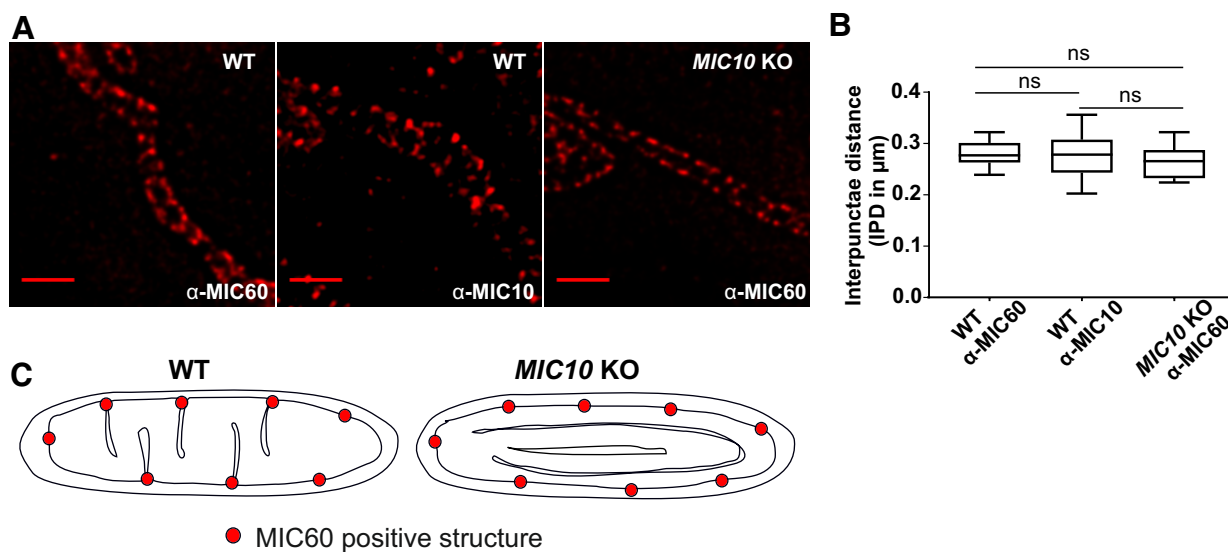 A
WT
α-MIC60
WT
α-MIC10
MIC10 KO
α-MIC60
B
ns
ns
ns
Interpunctae distance
(IPD in µm)
0.4
0.3
0.2
0.1
0.0
WT
α-MIC60
WT
α-MIC10
MIC10 KO
α-MIC60
C
WT
MIC10 KO
MIC60 positive structure